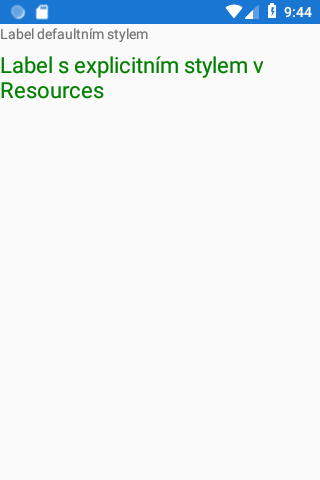 9:44
Label defaultním stylem
Label s explicitním stylem v
Resources